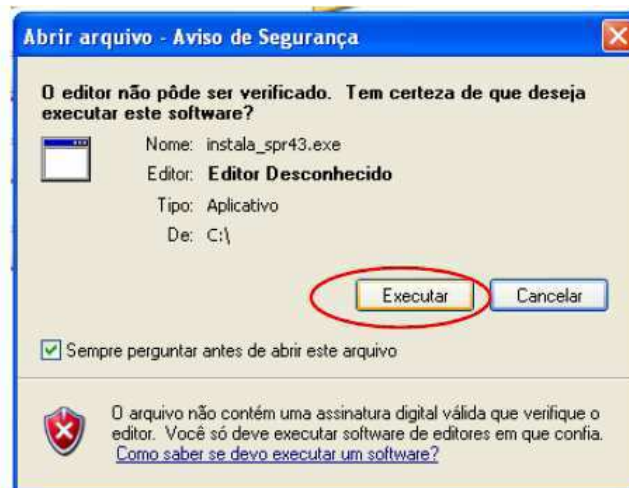 Abrir arquivo - Aviso de Segurança
O editor não pôde ser verificado.  Tem certeza de que deseja
executar este software?
Nome: instala_spr43.exe
Editor: Editor Desconhecido
Tipo: Aplicativo
De: C:\
Executar Cancelar
Sempre perguntar antes de abrir este arquivo
O arquivo não contém uma assinatura digital válida que verifique o
editor.  Você só deve executar software de editores em que confia.
Como saber se devo executar um software?